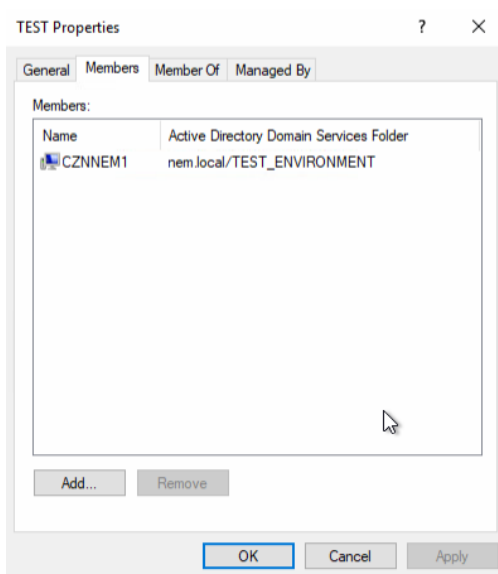 TEST Properties ? ×
General Members Member Of Managed By
Members:
Name Active Directory Domain Services Folder
CZNNEM1 nem.local/TEST_ENVIRONMENT
Add... Remove
OK Cancel Apply